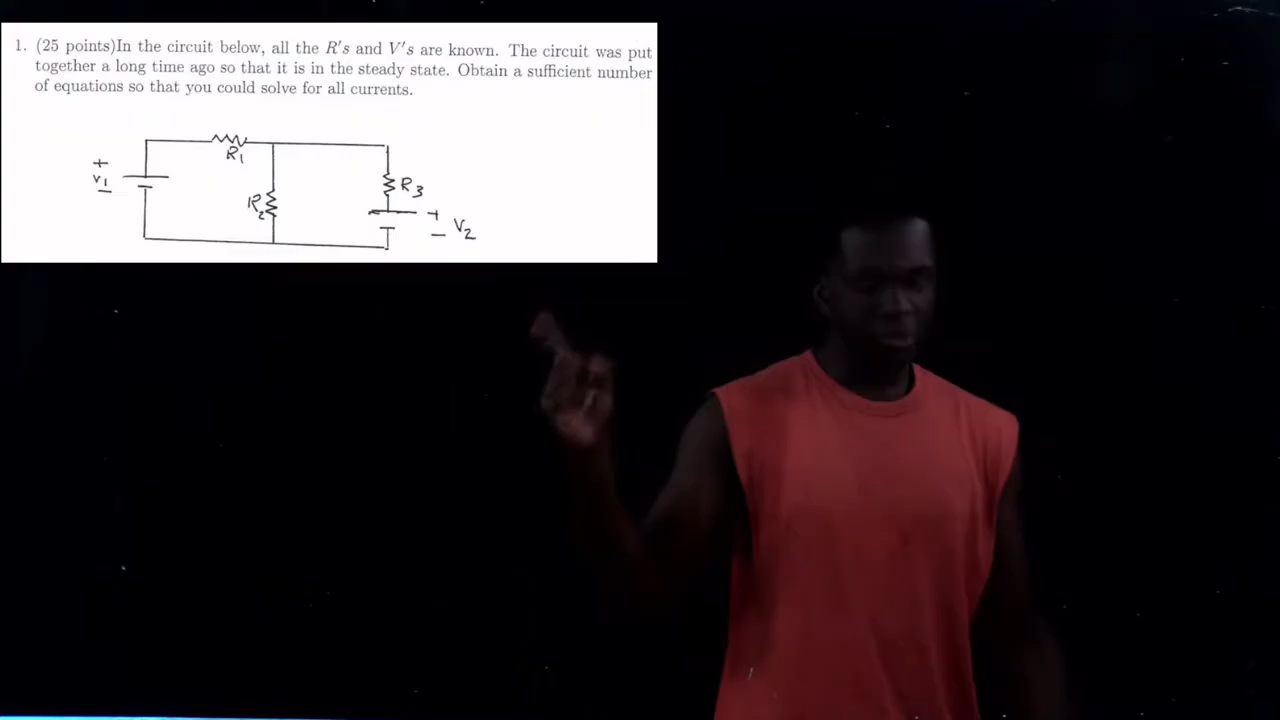 1. (25 points)In the circuit below, all the R's and V's are known. The circuit was put
together a long time ago so that it is in the steady state. Obtain a sufficient number
of equations so that you could solve for all currents.
+
V1
−
R1
R2
R3
+
−
V2